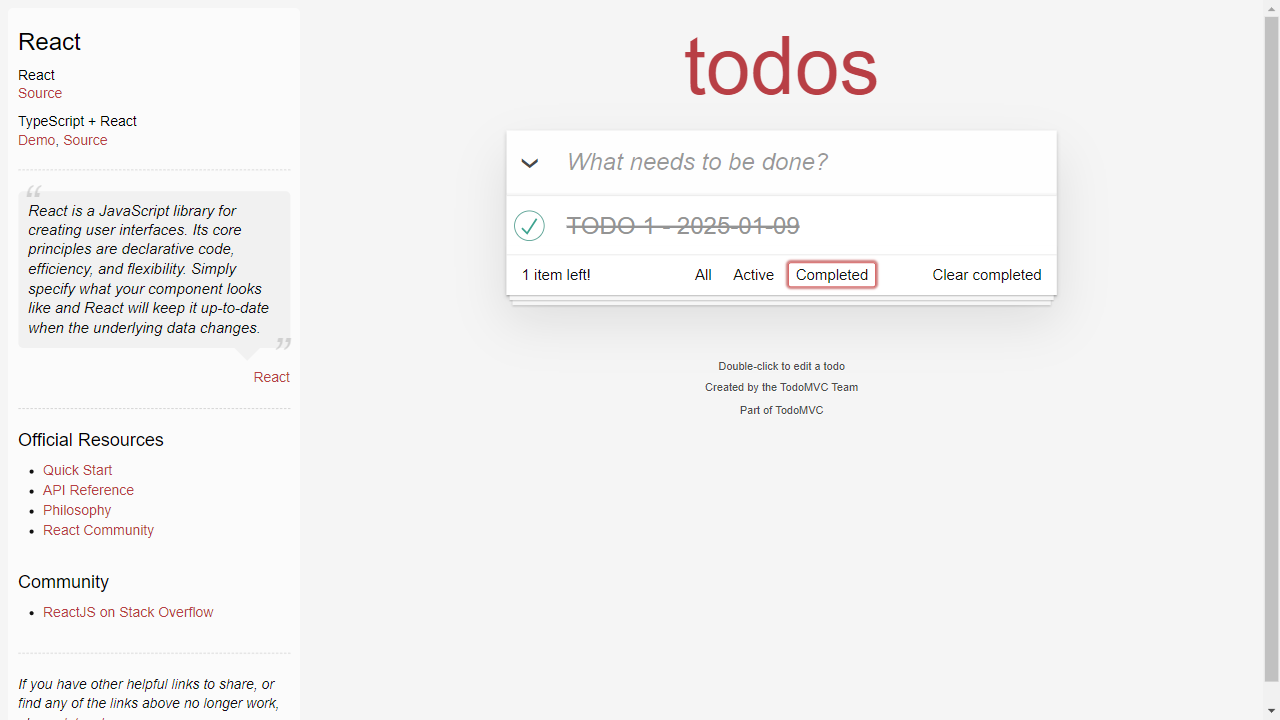 React
React
Source
TypeScript + React
Demo, Source
“
React is a JavaScript library for
creating user interfaces. Its core
principles are declarative code,
efficiency, and flexibility. Simply
specify what your component looks
like and React will keep it up-to-date
when the underlying data changes.
”
React
Official Resources
Quick Start
API Reference
Philosophy
React Community
Community
ReactJS on Stack Overflow
If you have other helpful links to share, or
find any of the links above no longer work,
todos
What needs to be done?
TODO 1 - 2025-01-09
1 item left!
All
Active
Completed
Clear completed
Double-click to edit a todo
Created by the TodoMVC Team
Part of TodoMVC